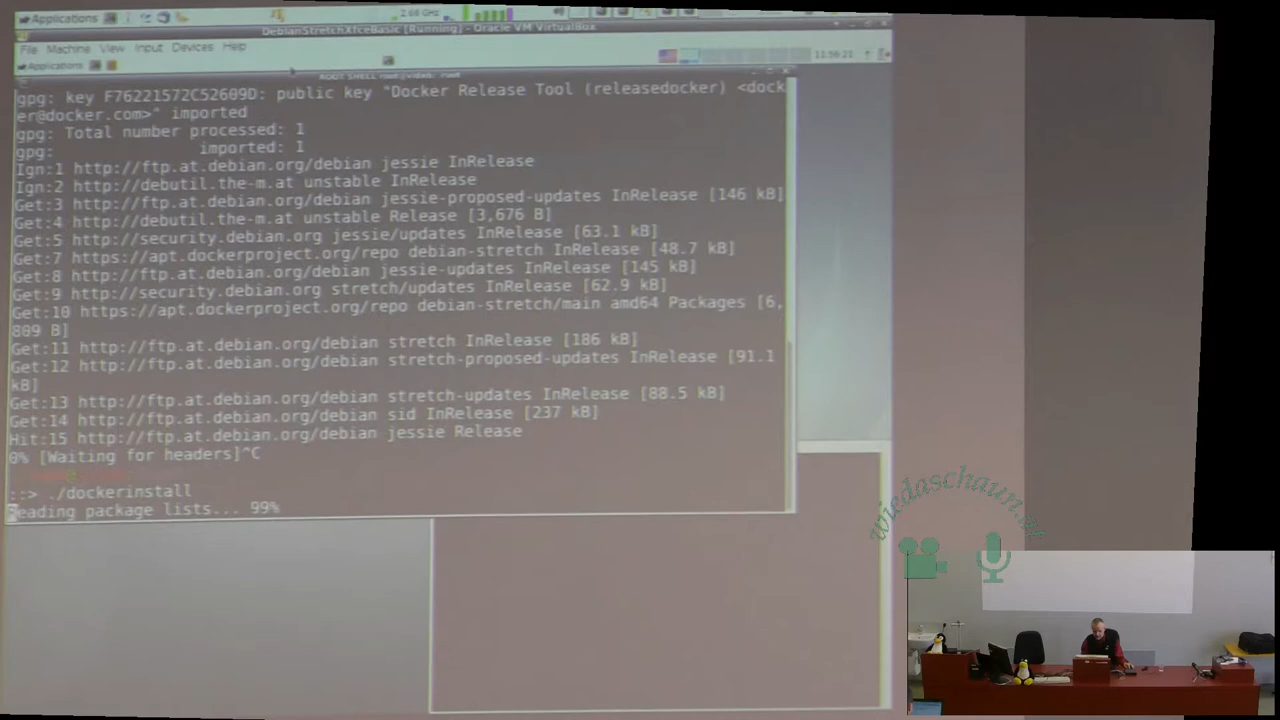 Applications 2.68 GHz
DebianStretchXfceBasic [Running] - Oracle VM VirtualBox
File Machine View Input Devices Help
Applications 11:56:21
gpg: key F76221572C52609D: public key "Docker Release Tool (releasedocker) <dock
er@docker.com>" imported
gpg: Total number processed: 1
gpg: imported: 1
Ign:1 http://ftp.at.debian.org/debian jessie InRelease
Ign:2 http://debutil.the-m.at unstable InRelease
Get:3 http://ftp.at.debian.org/debian jessie-proposed-updates InRelease [146 kB]
Get:4 http://debutil.the-m.at unstable Release [3,676 B]
Get:5 http://security.debian.org jessie/updates InRelease [63.1 kB]
Get:7 https://apt.dockerproject.org/repo debian-stretch InRelease [48.7 kB]
Get:8 http://ftp.at.debian.org/debian jessie-updates InRelease [145 kB]
Get:9 http://security.debian.org stretch/updates InRelease [62.9 kB]
Get:10 https://apt.dockerproject.org/repo debian-stretch/main amd64 Packages [6,
809 B]
Get:11 http://ftp.at.debian.org/debian stretch InRelease [186 kB]
Get:12 http://ftp.at.debian.org/debian stretch-proposed-updates InRelease [91.1
kB]
Get:13 http://ftp.at.debian.org/debian stretch-updates InRelease [88.5 kB]
Get:14 http://ftp.at.debian.org/debian sid InRelease [237 kB]
Hit:15 http://ftp.at.debian.org/debian jessie Release
0% [Waiting for headers]^C
::> ./dockerinstall
Reading package lists... 99%
wiedaschaun.at